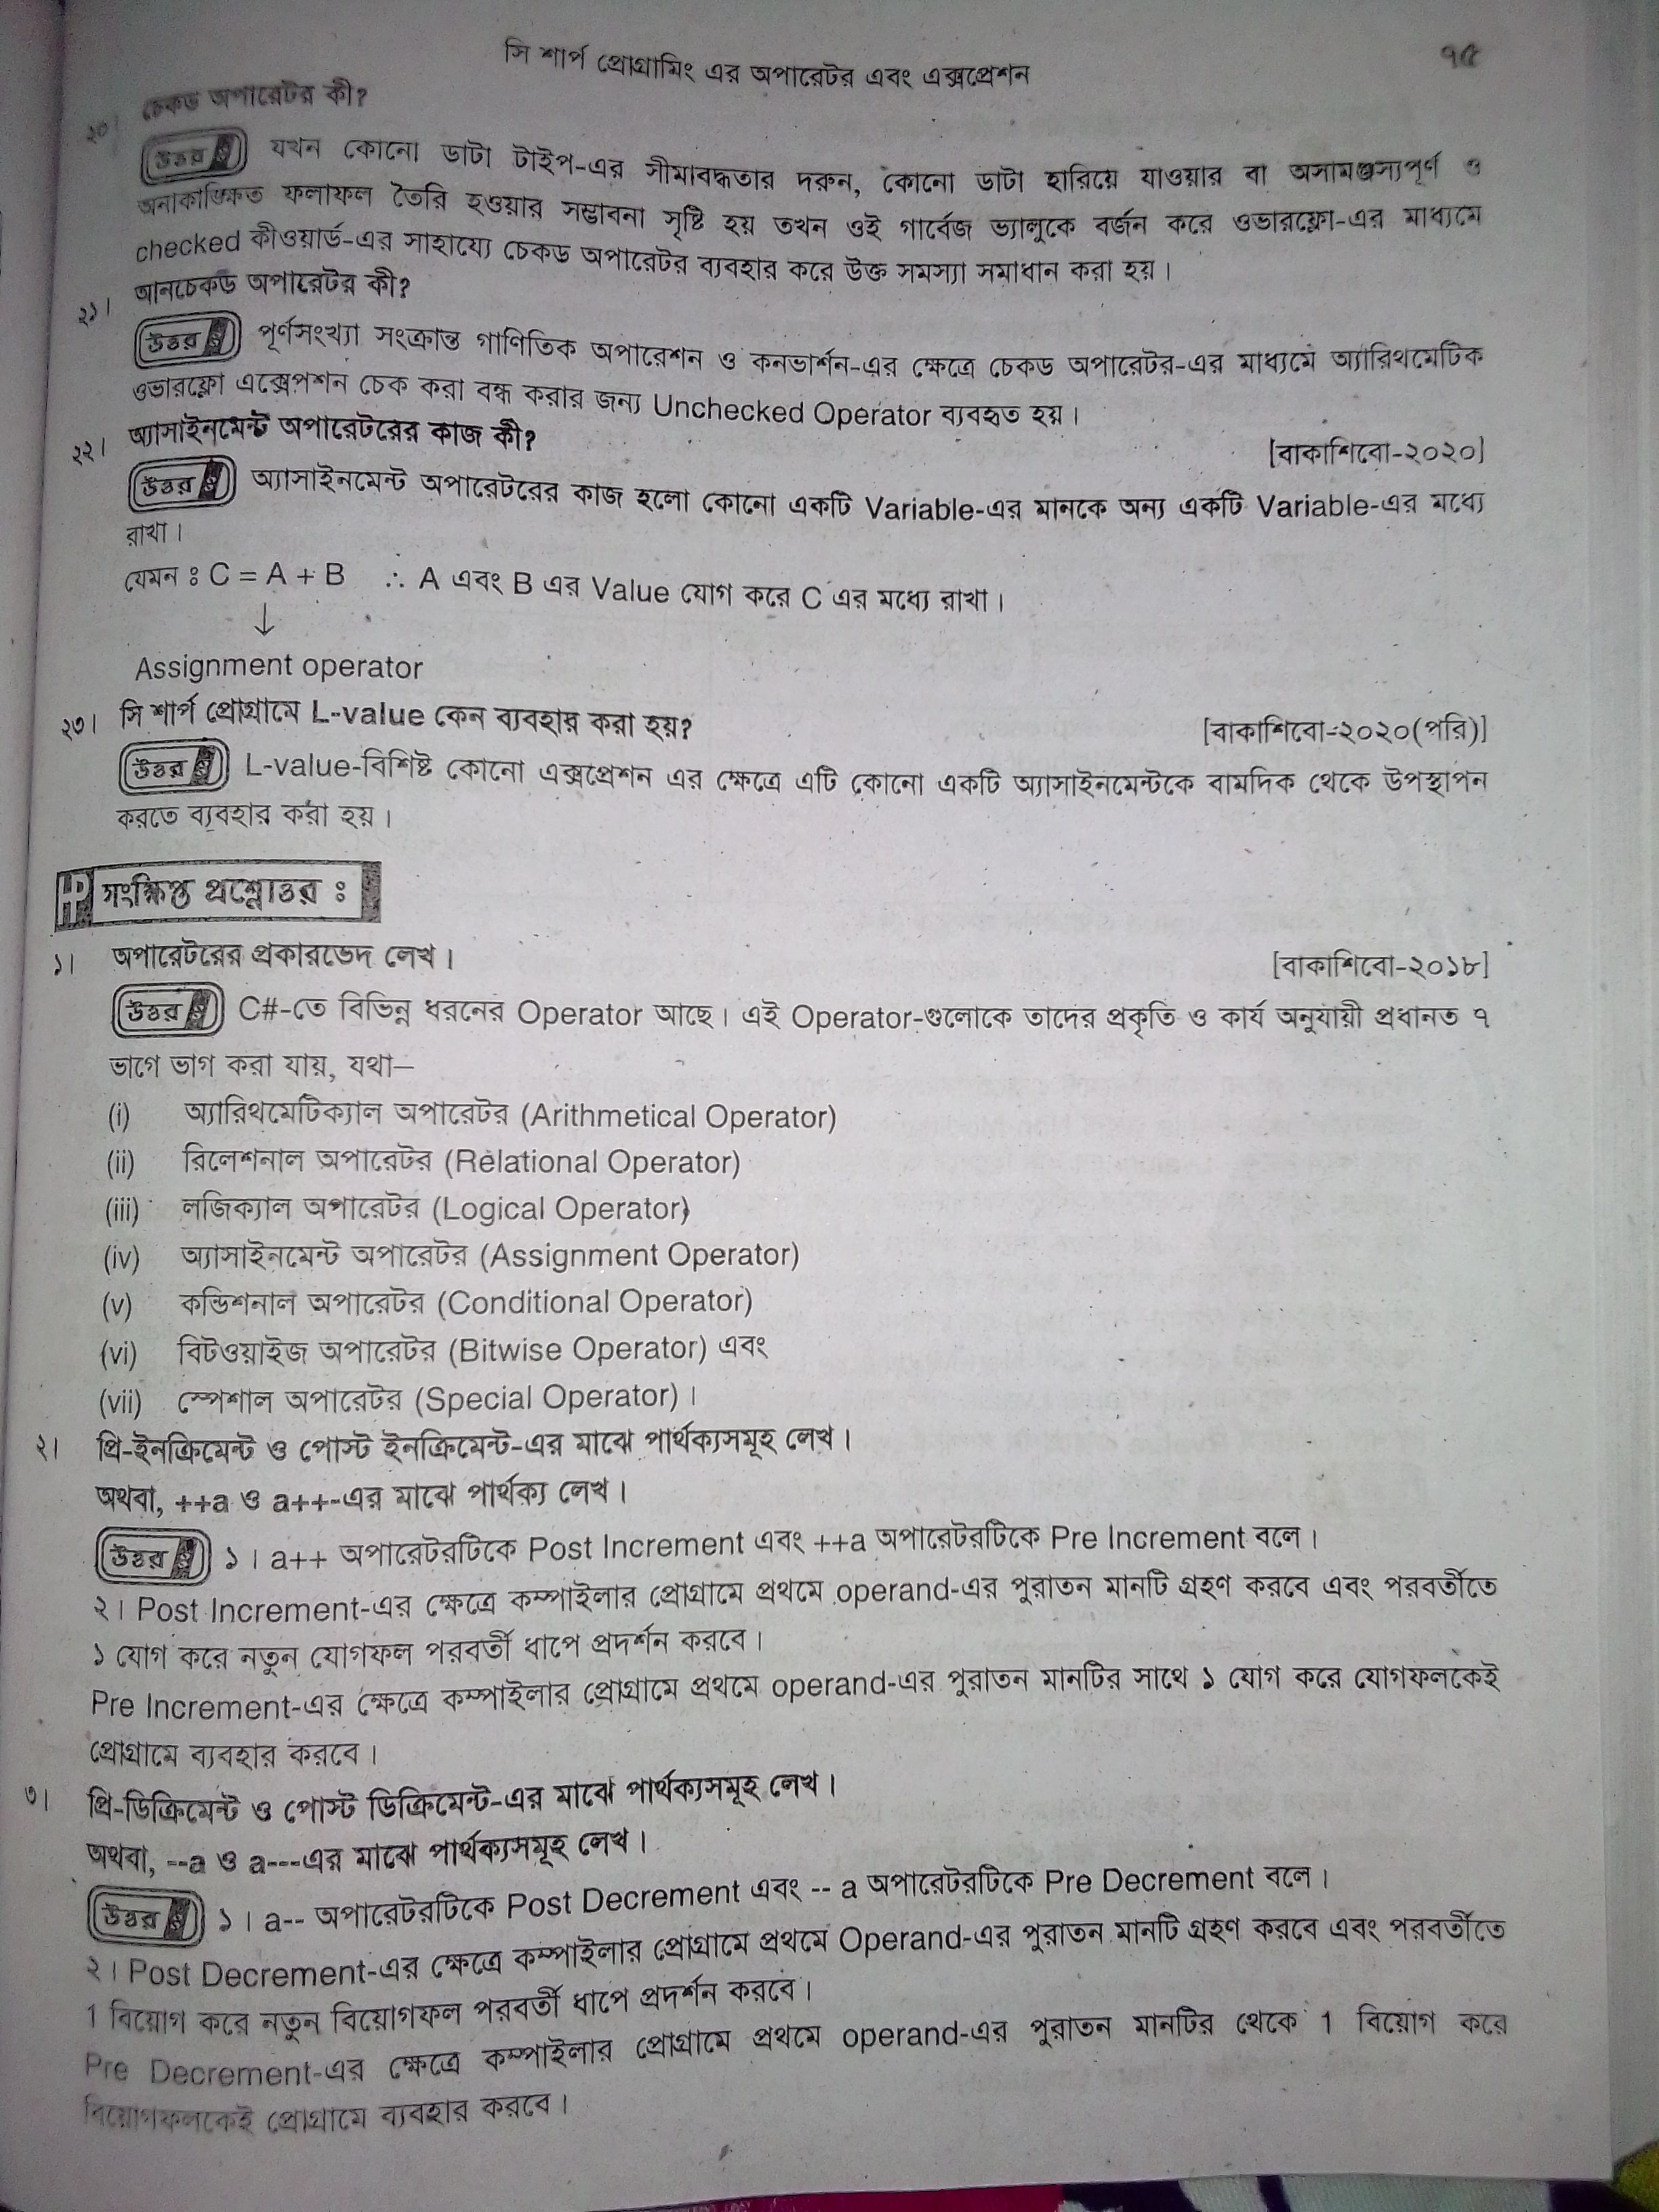 সি শার্প প্রোগ্রামিং এর অপারেটর এবং এক্সপ্রেশন ৭৫
২০। চেকড অপারেটর কী?
উত্তর যখন কোনো ডাটা টাইপ-এর সীমাবদ্ধতার দরুন, কোনো ডাটা হারিয়ে যাওয়ার বা অসামঞ্জস্যপূর্ণ ও
অনাকাঙ্ক্ষিত ফলাফল তৈরি হওয়ার সম্ভাবনা সৃষ্টি হয় তখন ওই গার্বেজ ভ্যালুকে বর্জন করে ওভারফ্লো-এর মাধ্যমে
checked কীওয়ার্ড-এর সাহায্যে চেকড অপারেটর ব্যবহার করে উক্ত সমস্যা সমাধান করা হয়।
২১। আনচেকড অপারেটর কী?
উত্তর পূর্ণসংখ্যা সংক্রান্ত গাণিতিক অপারেশন ও কনভার্শন-এর ক্ষেত্রে চেকড অপারেটর-এর মাধ্যমে অ্যারিথমেটিক
ওভারফ্লো এক্সেপশন চেক করা বন্ধ করার জন্য Unchecked Operator ব্যবহৃত হয়।
২২। অ্যাসাইনমেন্ট অপারেটরের কাজ কী? [বাকাশিবো-২০২০]
উত্তর অ্যাসাইনমেন্ট অপারেটরের কাজ হলো কোনো একটি Variable-এর মানকে অন্য একটি Variable-এর মধ্যে
রাখা।
যেমন ঃ C = A + B ∴ A এবং B এর Value যোগ করে C এর মধ্যে রাখা।
↓
Assignment operator
২৩। সি শার্প প্রোগ্রামে L-value কেন ব্যবহার করা হয়? [বাকাশিবো-২০২০(পরি)]
উত্তর L-value-বিশিষ্ট কোনো এক্সপ্রেশন এর ক্ষেত্রে এটি কোনো একটি অ্যাসাইনমেন্টকে বামদিক থেকে উপস্থাপন
করতে ব্যবহার করা হয়।
সংক্ষিপ্ত প্রশ্নোত্তর ঃ
১। অপারেটরের প্রকারভেদ লেখ। [বাকাশিবো-২০১৮]
উত্তর C#-তে বিভিন্ন ধরনের Operator আছে। এই Operator-গুলোকে তাদের প্রকৃতি ও কার্য অনুযায়ী প্রধানত ৭
ভাগে ভাগ করা যায়, যথা—
(i) অ্যারিথমেটিক্যাল অপারেটর (Arithmetical Operator)
(ii) রিলেশনাল অপারেটর (Relational Operator)
(iii) লজিক্যাল অপারেটর (Logical Operator)
(iv) অ্যাসাইনমেন্ট অপারেটর (Assignment Operator)
(v) কন্ডিশনাল অপারেটর (Conditional Operator)
(vi) বিটওয়াইজ অপারেটর (Bitwise Operator) এবং
(vii) স্পেশাল অপারেটর (Special Operator)।
২। প্রি-ইনক্রিমেন্ট ও পোস্ট ইনক্রিমেন্ট-এর মাঝে পার্থক্যসমূহ লেখ।
অথবা, ++a ও a++-এর মাঝে পার্থক্য লেখ।
উত্তর ১। a++ অপারেটরটিকে Post Increment এবং ++a অপারেটরটিকে Pre Increment বলে।
২। Post Increment-এর ক্ষেত্রে কম্পাইলার প্রোগ্রামে প্রথমে operand-এর পুরাতন মানটি গ্রহণ করবে এবং পরবর্তীতে
১ যোগ করে নতুন যোগফল পরবর্তী ধাপে প্রদর্শন করবে।
Pre Increment-এর ক্ষেত্রে কম্পাইলার প্রোগ্রামে প্রথমে operand-এর পুরাতন মানটির সাথে ১ যোগ করে যোগফলকেই
প্রোগ্রামে ব্যবহার করবে।
৩। প্রি-ডিক্রিমেন্ট ও পোস্ট ডিক্রিমেন্ট-এর মাঝে পার্থক্যসমূহ লেখ।
অথবা, --a ও a---এর মাঝে পার্থক্যসমূহ লেখ।
উত্তর ১। a-- অপারেটরটিকে Post Decrement এবং -- a অপারেটরটিকে Pre Decrement বলে।
২। Post Decrement-এর ক্ষেত্রে কম্পাইলার প্রোগ্রামে প্রথমে Operand-এর পুরাতন মানটি গ্রহণ করবে এবং পরবর্তীতে
1 বিয়োগ করে নতুন বিয়োগফল পরবর্তী ধাপে প্রদর্শন করবে।
Pre Decrement-এর ক্ষেত্রে কম্পাইলার প্রোগ্রামে প্রথমে operand-এর পুরাতন মানটির থেকে 1 বিয়োগ করে
বিয়োগফলকেই প্রোগ্রামে ব্যবহার করবে।